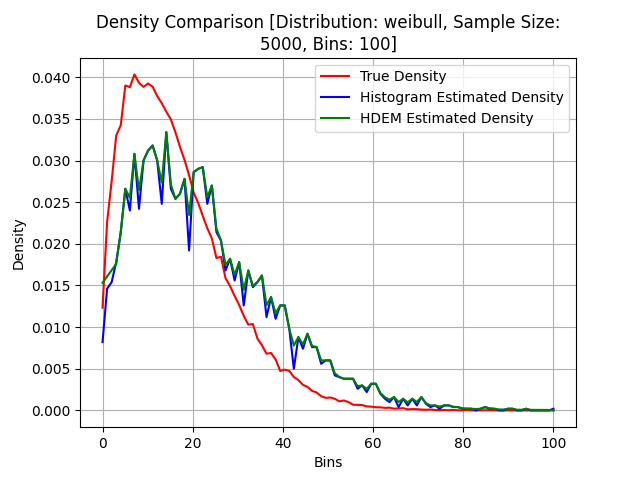 Density Comparison [Distribution: weibull, Sample Size:
5000, Bins: 100]
True Density
Histogram Estimated Density
HDEM Estimated Density
Density
0.040
0.035
0.030
0.025
0.020
0.015
0.010
0.005
0.000
0 20 40 60 80 100
Bins